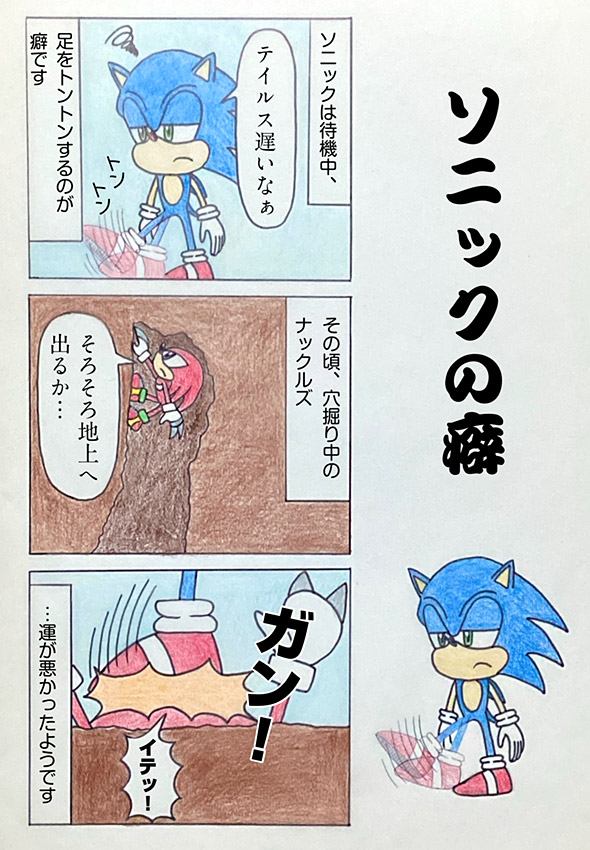 ソニックの癖
ソニックは待機中、
テイルス遅いなぁ
トン
トン
足をトントンするのが
癖です
その頃、穴掘り中の
ナックルズ
そろそろ地上へ
出るか…
ガン！
イテッ！
…運が悪かったようです